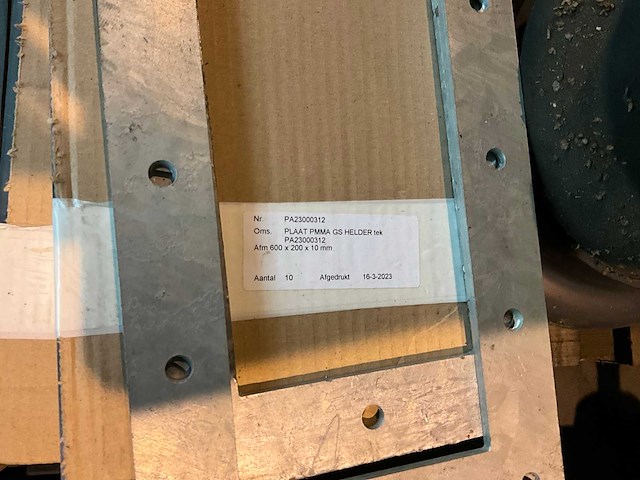 Nr. PA23000312
Oms. PLAAT PMMA GS HELDER tek
PA23000312
Afm 600 x 200 x 10 mm
Aantal 10 Afgedrukt 16-3-2023